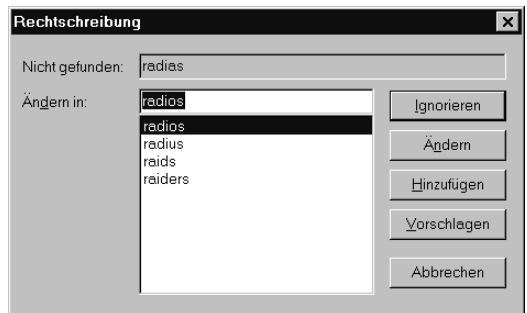 Rechtschreibung
Nicht gefunden: radias
Ändern in: radios
radios
radius
raids
raiders
Ignorieren
Ändern
Hinzufügen
Vorschlagen
Abbrechen